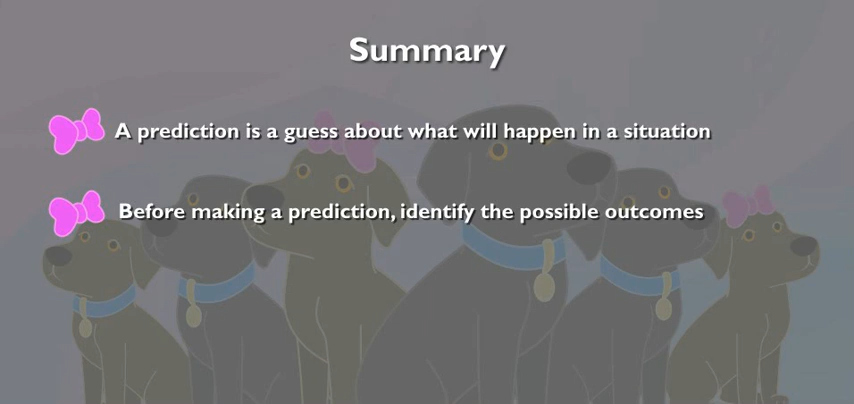 Summary
A prediction is a guess about what will happen in a situation
Before making a prediction, identify the possible outcomes